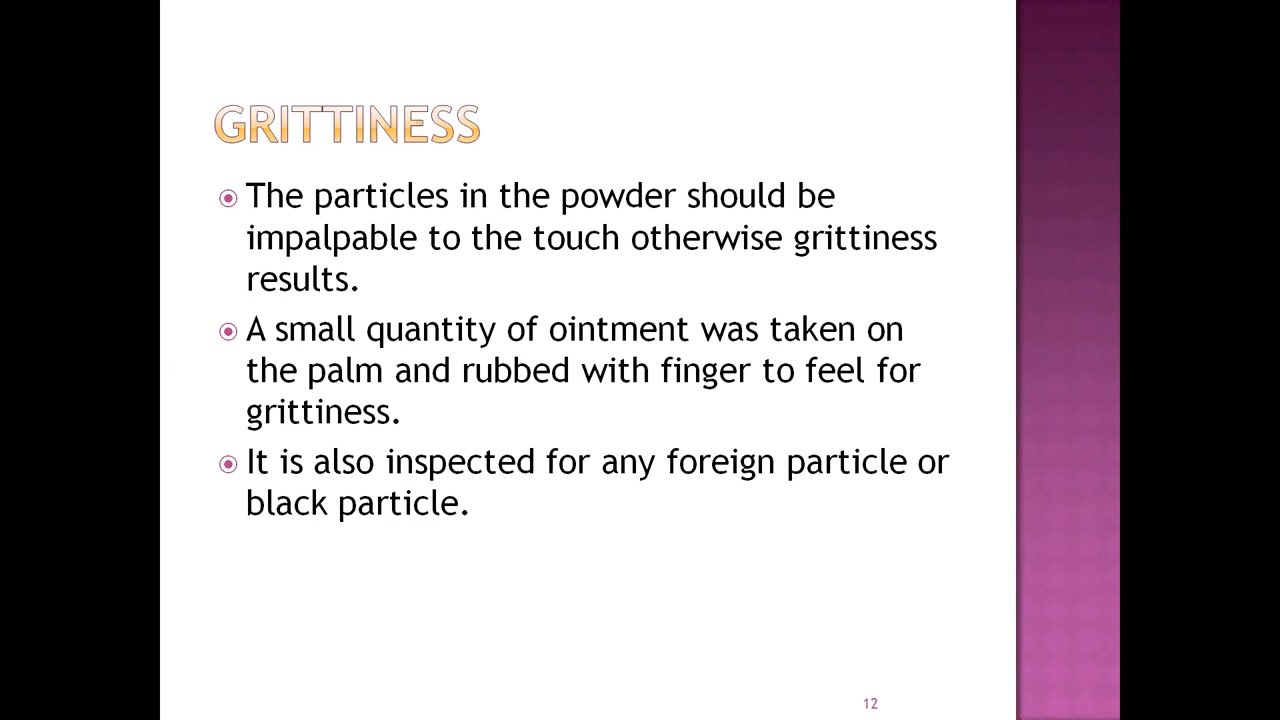 GRITTINESS
The particles in the powder should be
impalpable to the touch otherwise grittiness
results.
A small quantity of ointment was taken on
the palm and rubbed with finger to feel for
grittiness.
It is also inspected for any foreign particle or
black particle.
12